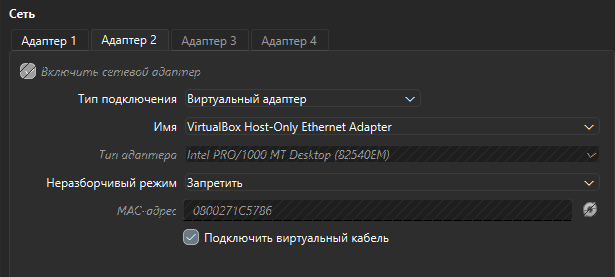 Сеть
Адаптер 1 Адаптер 2 Адаптер 3 Адаптер 4
Включить сетевой адаптер
Тип подключения Виртуальный адаптер
Имя VirtualBox Host-Only Ethernet Adapter
Тип адаптера Intel PRO/1000 MT Desktop (82540EM)
Неразборчивый режим Запретить
MAC-адрес 0800271C5786
Подключить виртуальный кабель